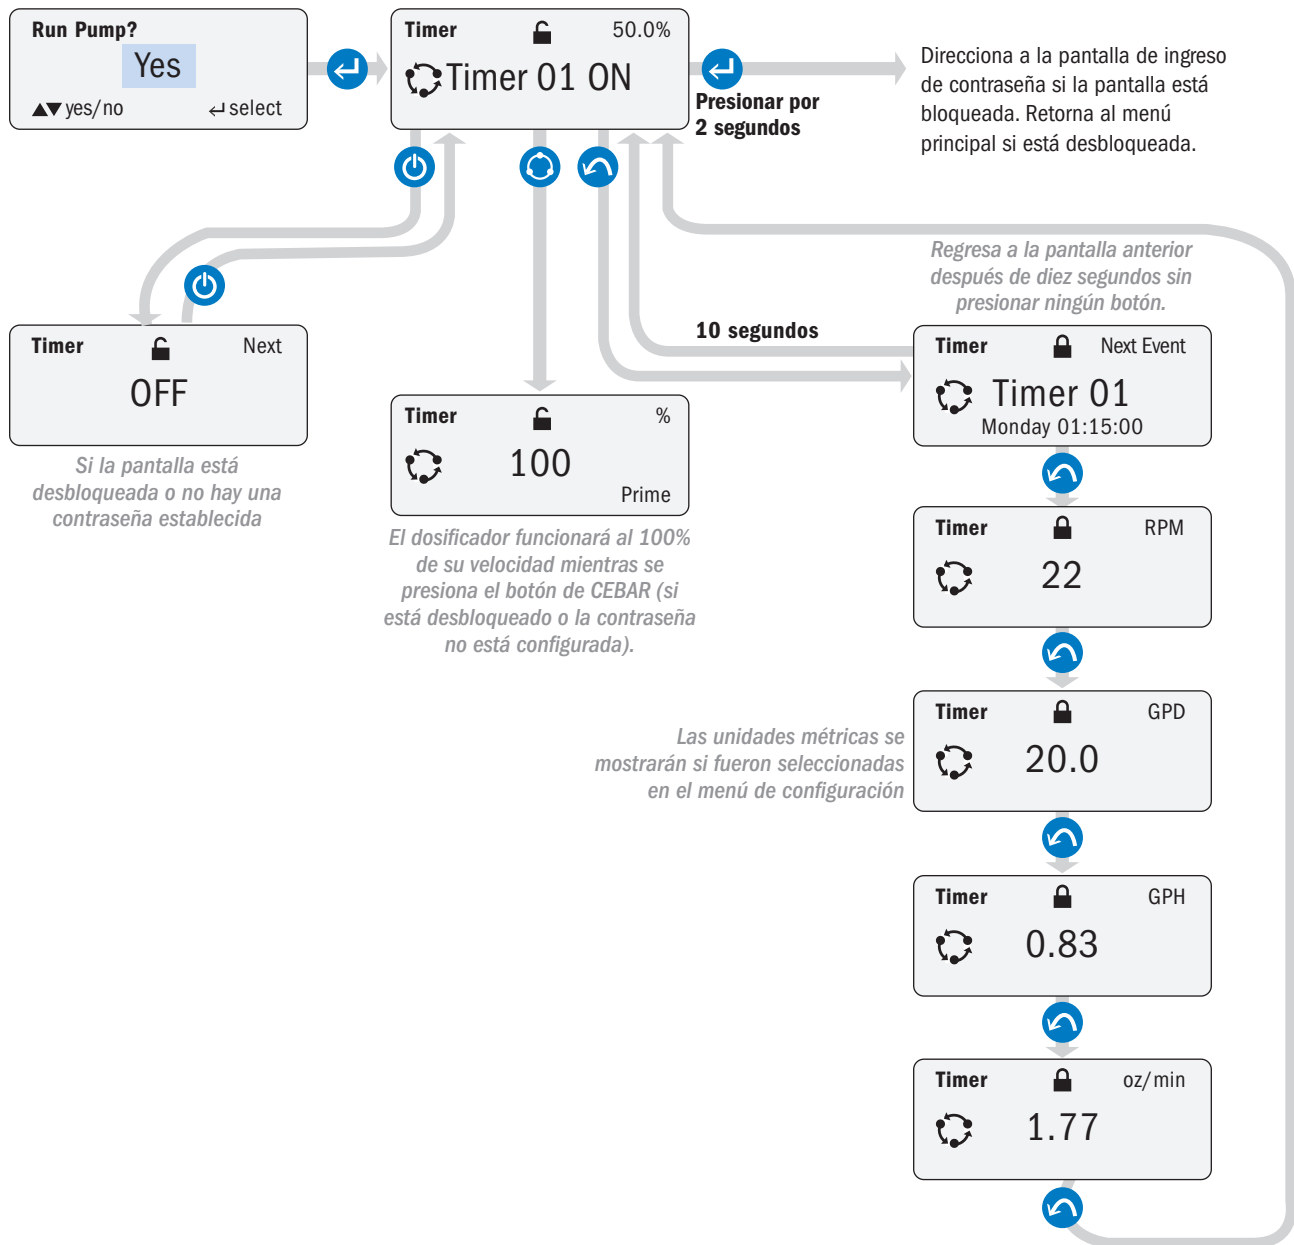 Run Pump?
Yes
▲▼ yes/no ↵ select
Timer 50.0%
Timer 01 ON
Presionar por
2 segundos
Direcciona a la pantalla de ingreso
de contraseña si la pantalla está
bloqueada. Retorna al menú
principal si está desbloqueada.
Timer Next
OFF
Si la pantalla está
desbloqueada o no hay una
contraseña establecida
Timer %
100
Prime
El dosificador funcionará al 100%
de su velocidad mientras se
presiona el botón de CEBAR (si
está desbloqueado o la contraseña
no está configurada).
10 segundos
Regresa a la pantalla anterior
después de diez segundos sin
presionar ningún botón.
Timer Next Event
Timer 01
Monday 01:15:00
Timer RPM
22
Las unidades métricas se
mostrarán si fueron seleccionadas
en el menú de configuración
Timer GPD
20.0
Timer GPH
0.83
Timer oz/min
1.77